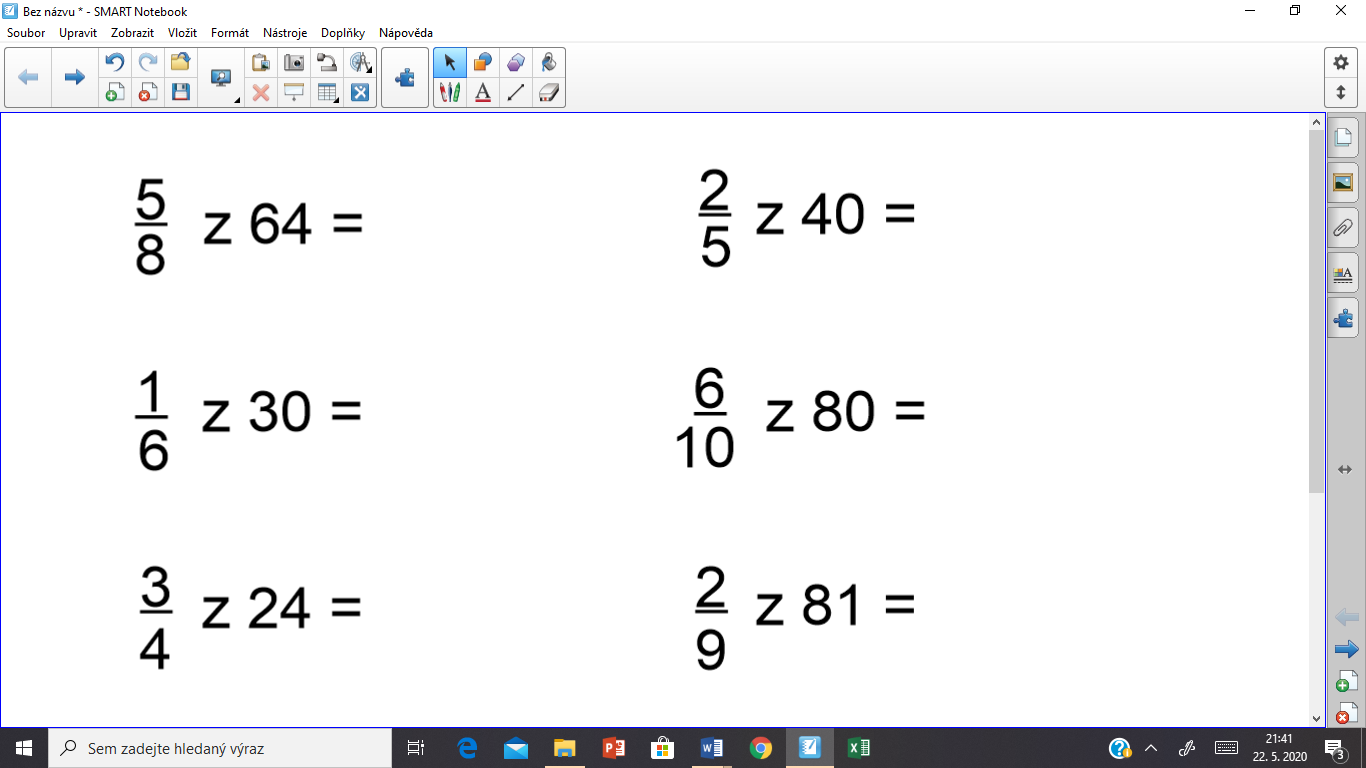 Bez názvu * - SMART Notebook
Soubor Upravit Zobrazit Vložit Formát Nástroje Doplňky Nápověda
5/8 z 64 =
2/5 z 40 =
1/6 z 30 =
6/10 z 80 =
3/4 z 24 =
2/9 z 81 =
Sem zadejte hledaný výraz
21:41
22. 5. 2020
3